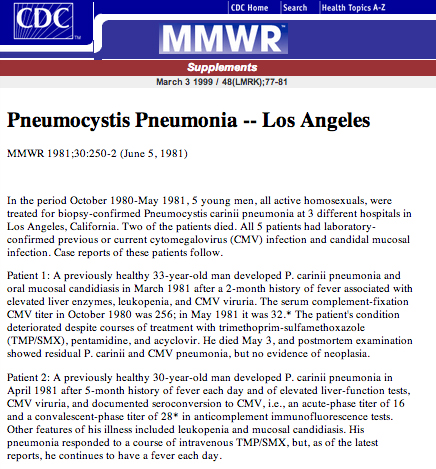 CDC
TM
CDC Home
Search
Health Topics A-Z
MMWR
Supplements
March 3 1999 / 48(LMRK);77-81
Pneumocystis Pneumonia -- Los Angeles
MMWR 1981;30:250-2 (June 5, 1981)
In the period October 1980-May 1981, 5 young men, all active homosexuals, were
treated for biopsy-confirmed Pneumocystis carinii pneumonia at 3 different hospitals in
Los Angeles, California. Two of the patients died. All 5 patients had laboratory-
confirmed previous or current cytomegalovirus (CMV) infection and candidal mucosal
infection. Case reports of these patients follow.
Patient 1: A previously healthy 33-year-old man developed P. carinii pneumonia and
oral mucosal candidiasis in March 1981 after a 2-month history of fever associated with
elevated liver enzymes, leukopenia, and CMV viruria. The serum complement-fixation
CMV titer in October 1980 was 256; in May 1981 it was 32.* The patient's condition
deteriorated despite courses of treatment with trimethoprim-sulfamethoxazole
(TMP/SMX), pentamidine, and acyclovir. He died May 3, and postmortem examination
showed residual P. carinii and CMV pneumonia, but no evidence of neoplasia.
Patient 2: A previously healthy 30-year-old man developed p. carinii pneumonia in
April 1981 after 5-month history of fever each day and of elevated liver-function tests,
CMV viruria, and documented seroconversion to CMV, i.e., an acute-phase titer of 16
and a convalescent-phase titer of 28* in anticomplement immunofluorescence tests.
Other features of his illness included leukopenia and mucosal candidiasis. His
pneumonia responded to a course of intravenous TMP/SMX, but, as of the latest
reports, he continues to have a fever each day.